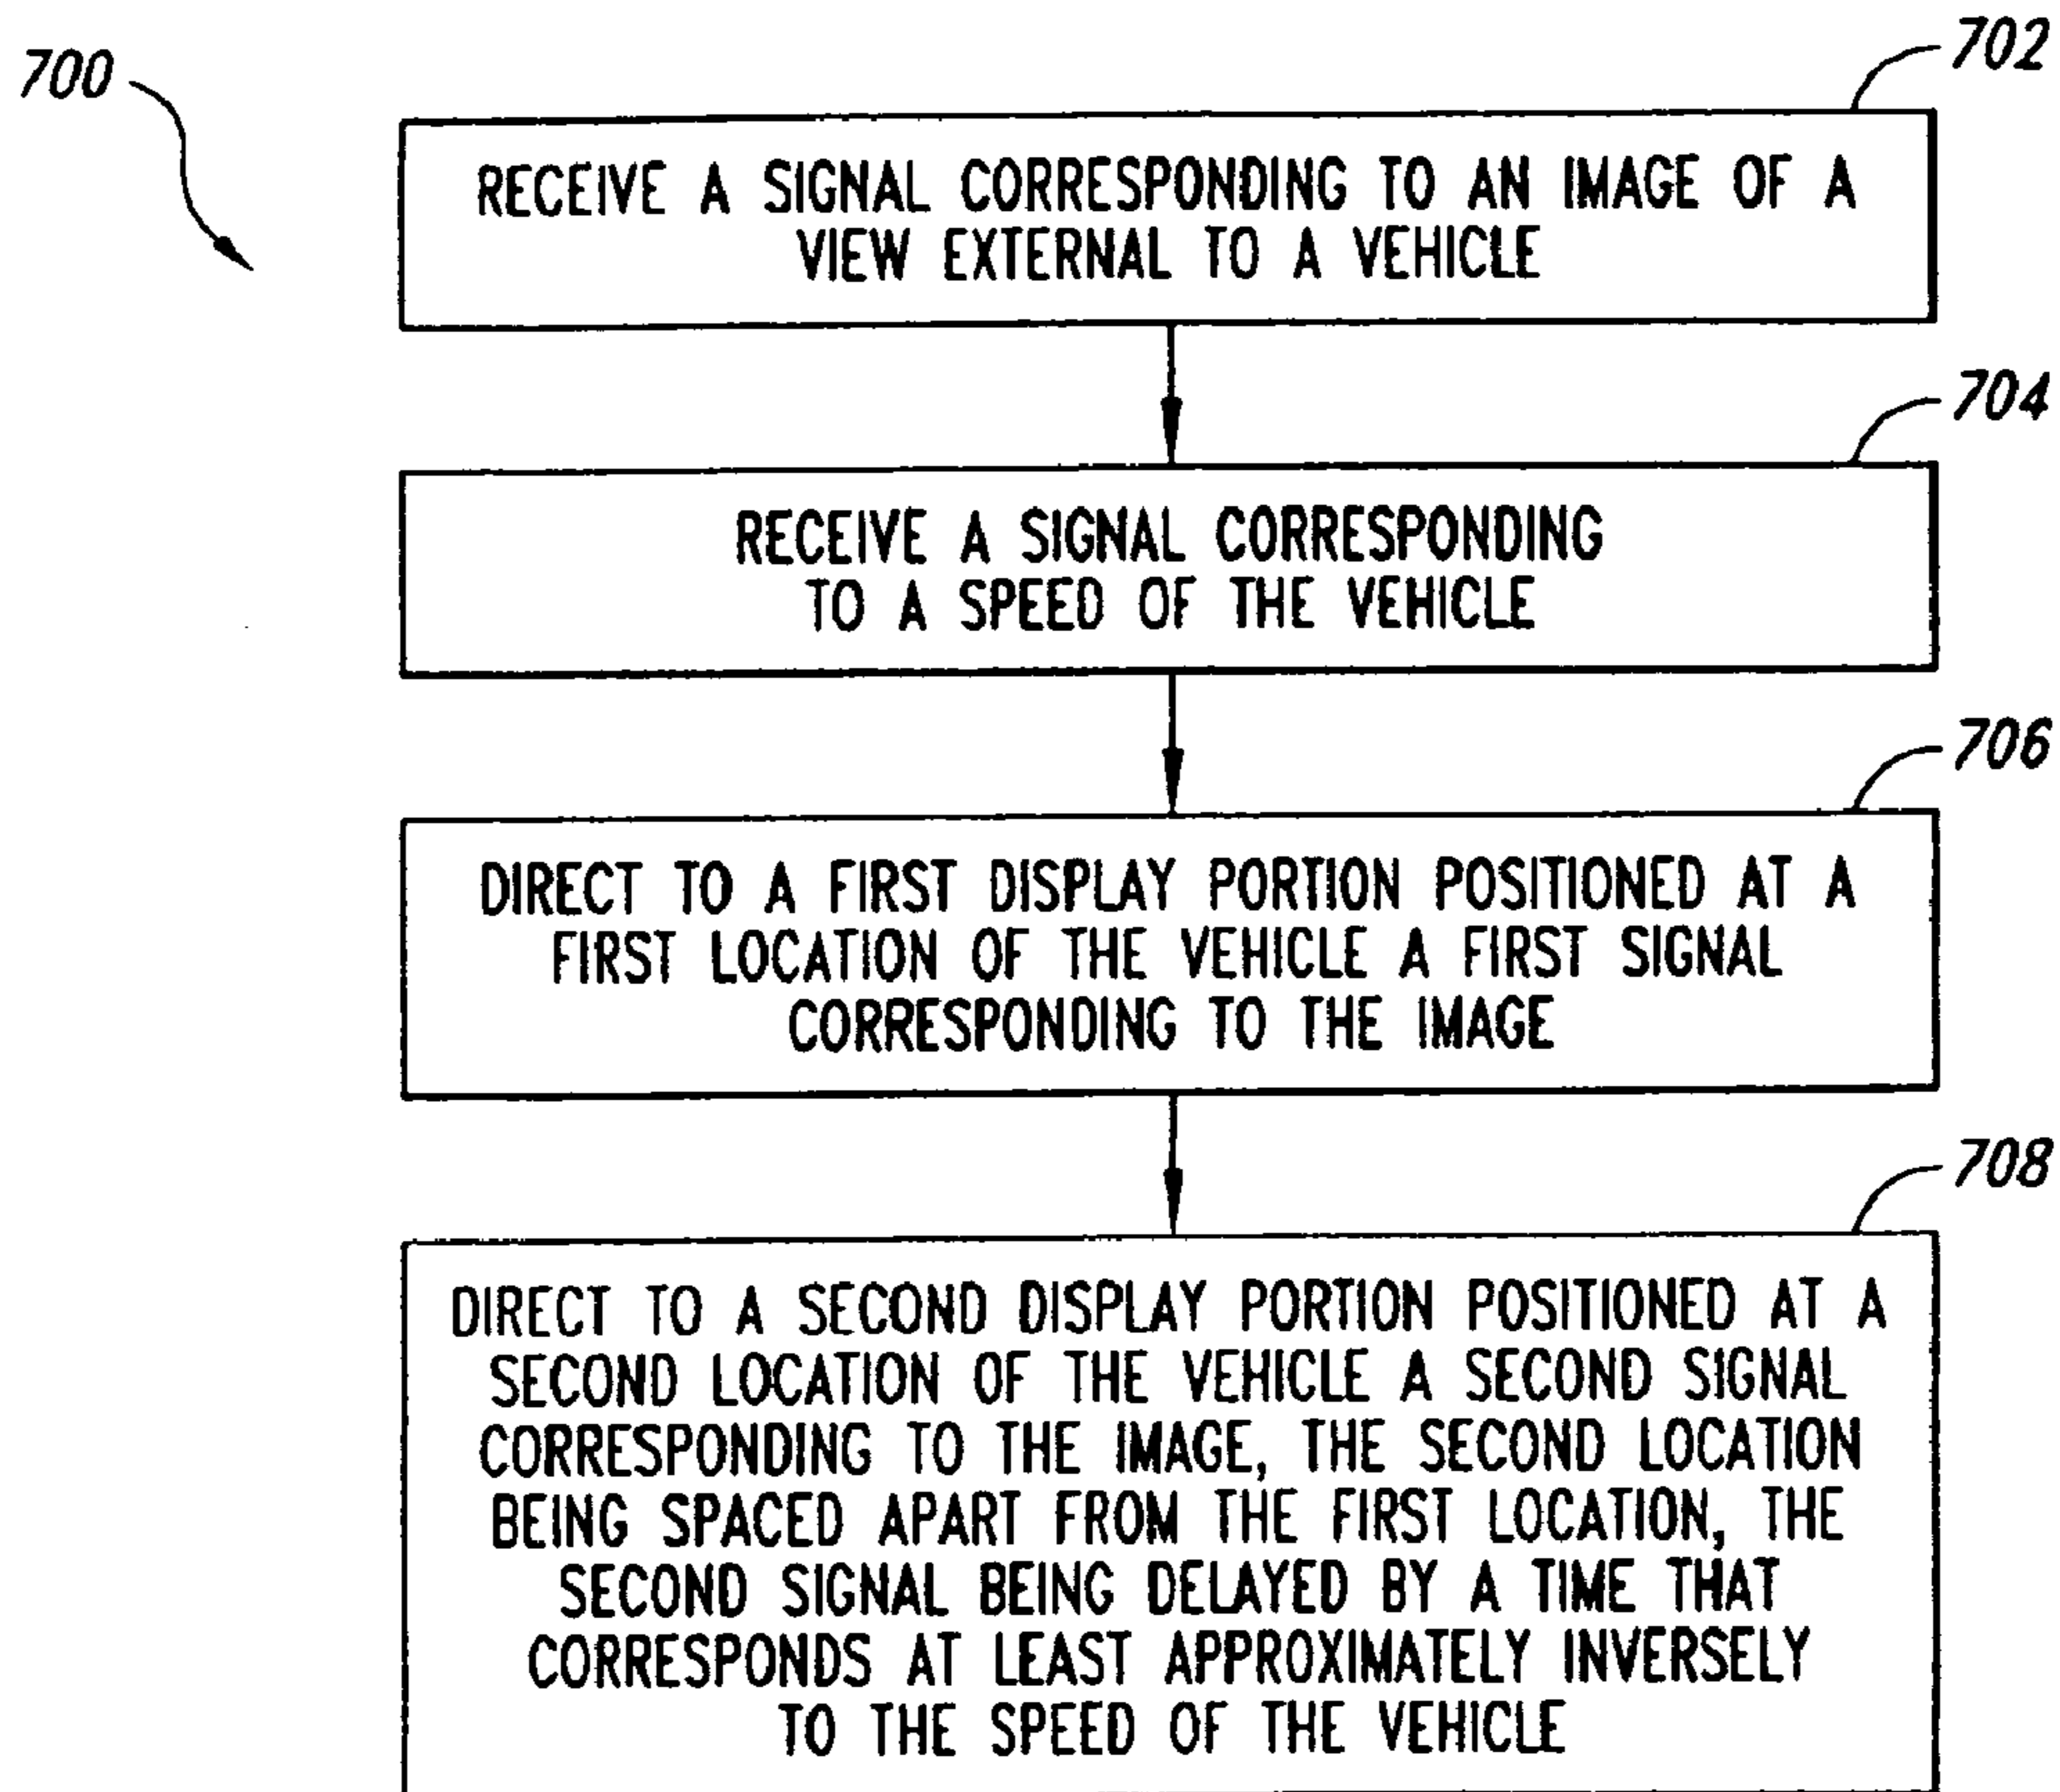 700
702
RECEIVE A SIGNAL CORRESPONDING TO AN IMAGE OF A
VIEW EXTERNAL TO A VEHICLE
704
RECEIVE A SIGNAL CORRESPONDING
TO A SPEED OF THE VEHICLE
706
DIRECT TO A FIRST DISPLAY PORTION POSITIONED AT A
FIRST LOCATION OF THE VEHICLE A FIRST SIGNAL
CORRESPONDING TO THE IMAGE
708
DIRECT TO A SECOND DISPLAY PORTION POSITIONED AT A
SECOND LOCATION OF THE VEHICLE A SECOND SIGNAL
CORRESPONDING TO THE IMAGE, THE SECOND LOCATION
BEING SPACED APART FROM THE FIRST LOCATION, THE
SECOND SIGNAL BEING DELAYED BY A TIME THAT
CORRESPONDS AT LEAST APPROXIMATELY INVERSELY
TO THE SPEED OF THE VEHICLE